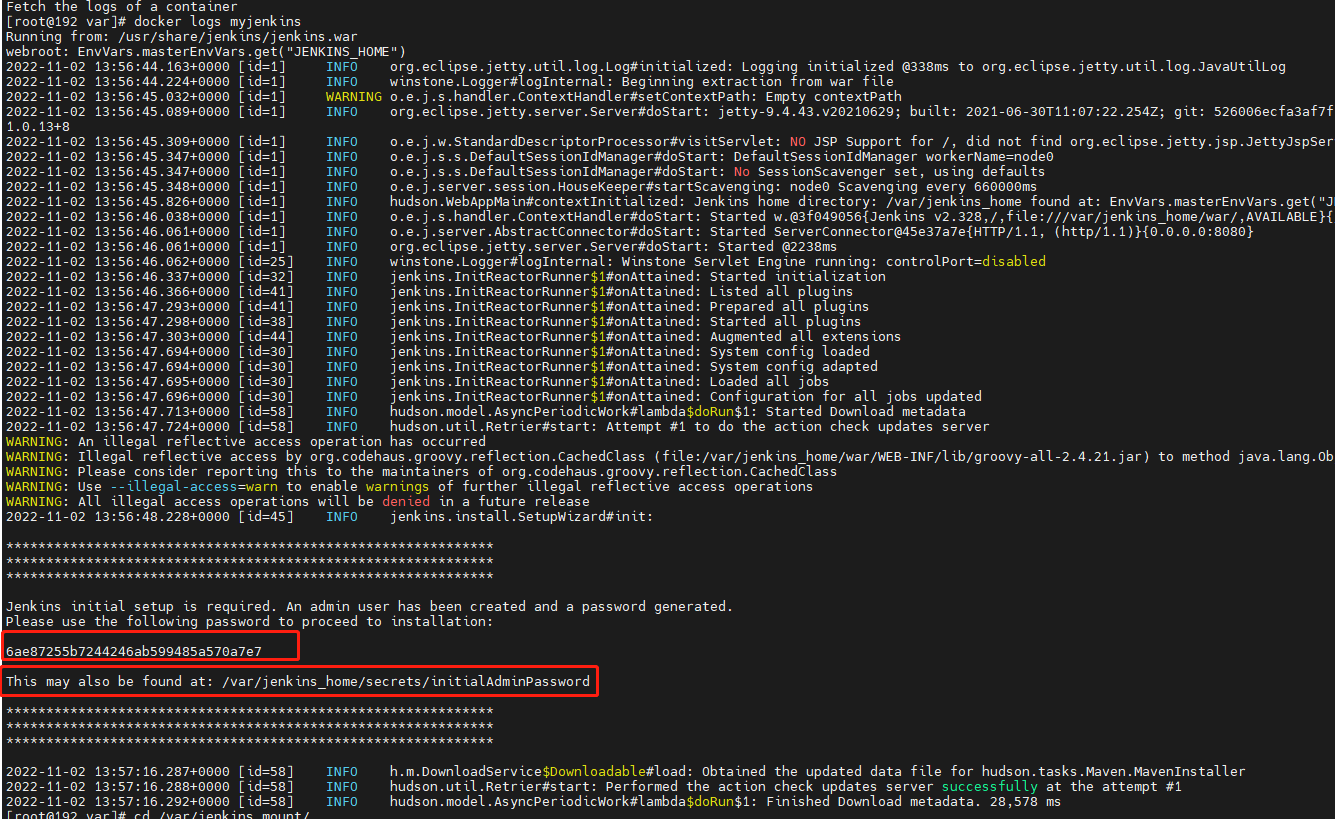 Fetch the logs of a container
[root@192 var]# docker logs myjenkins
Running from: /usr/share/jenkins/jenkins.war
webroot: EnvVars.masterEnvVars.get("JENKINS_HOME")
2022-11-02 13:56:44.163+0000 [id=1]     INFO    org.eclipse.jetty.util.log.Log#initialized: Logging initialized @338ms to org.eclipse.jetty.util.log.JavaUtilLog
2022-11-02 13:56:44.224+0000 [id=1]     INFO    winstone.Logger#logInternal: Beginning extraction from war file
2022-11-02 13:56:45.032+0000 [id=1]     WARNING o.e.j.s.handler.ContextHandler#setContextPath: Empty contextPath
2022-11-02 13:56:45.089+0000 [id=1]     INFO    org.eclipse.jetty.server.Server#doStart: jetty-9.4.43.v20210629; built: 2021-06-30T11:07:22.254Z; git: 526006ecfa3af7f
1.0.13+8
2022-11-02 13:56:45.309+0000 [id=1]     INFO    o.e.j.w.StandardDescriptorProcessor#visitServlet: NO JSP Support for /, did not find org.eclipse.jetty.jsp.JettyJspSer
2022-11-02 13:56:45.347+0000 [id=1]     INFO    o.e.j.s.s.DefaultSessionIdManager#doStart: DefaultSessionIdManager workerName=node0
2022-11-02 13:56:45.347+0000 [id=1]     INFO    o.e.j.s.s.DefaultSessionIdManager#doStart: No SessionScavenger set, using defaults
2022-11-02 13:56:45.348+0000 [id=1]     INFO    o.e.j.server.session.HouseKeeper#startScavenging: node0 Scavenging every 660000ms
2022-11-02 13:56:45.826+0000 [id=1]     INFO    hudson.WebAppMain#contextInitialized: Jenkins home directory: /var/jenkins_home found at: EnvVars.masterEnvVars.get("JE
2022-11-02 13:56:46.038+0000 [id=1]     INFO    o.e.j.s.handler.ContextHandler#doStart: Started w.@3f049056{Jenkins v2.328,/,file:///var/jenkins_home/war/,AVAILABLE}{
2022-11-02 13:56:46.061+0000 [id=1]     INFO    o.e.j.server.AbstractConnector#doStart: Started ServerConnector@45e37a7e{HTTP/1.1, (http/1.1)}{0.0.0.0:8080}
2022-11-02 13:56:46.061+0000 [id=1]     INFO    org.eclipse.jetty.server.Server#doStart: Started @2238ms
2022-11-02 13:56:46.062+0000 [id=25]    INFO    winstone.Logger#logInternal: Winstone Servlet Engine running: controlPort=disabled
2022-11-02 13:56:46.337+0000 [id=32]    INFO    jenkins.InitReactorRunner$1#onAttained: Started initialization
2022-11-02 13:56:46.366+0000 [id=41]    INFO    jenkins.InitReactorRunner$1#onAttained: Listed all plugins
2022-11-02 13:56:47.293+0000 [id=41]    INFO    jenkins.InitReactorRunner$1#onAttained: Prepared all plugins
2022-11-02 13:56:47.298+0000 [id=38]    INFO    jenkins.InitReactorRunner$1#onAttained: Started all plugins
2022-11-02 13:56:47.303+0000 [id=44]    INFO    jenkins.InitReactorRunner$1#onAttained: Augmented all extensions
2022-11-02 13:56:47.694+0000 [id=30]    INFO    jenkins.InitReactorRunner$1#onAttained: System config loaded
2022-11-02 13:56:47.694+0000 [id=30]    INFO    jenkins.InitReactorRunner$1#onAttained: System config adapted
2022-11-02 13:56:47.695+0000 [id=30]    INFO    jenkins.InitReactorRunner$1#onAttained: Loaded all jobs
2022-11-02 13:56:47.696+0000 [id=30]    INFO    jenkins.InitReactorRunner$1#onAttained: Configuration for all jobs updated
2022-11-02 13:56:47.713+0000 [id=58]    INFO    hudson.model.AsyncPeriodicWork#lambda$doRun$1: Started Download metadata
2022-11-02 13:56:47.724+0000 [id=58]    INFO    hudson.util.Retrier#start: Attempt #1 to do the action check updates server
WARNING: An illegal reflective access operation has occurred
WARNING: Illegal reflective access by org.codehaus.groovy.reflection.CachedClass (file:/var/jenkins_home/war/WEB-INF/lib/groovy-all-2.4.21.jar) to method java.lang.Ob
WARNING: Please consider reporting this to the maintainers of org.codehaus.groovy.reflection.CachedClass
WARNING: Use --illegal-access=warn to enable warnings of further illegal reflective access operations
WARNING: All illegal access operations will be denied in a future release
2022-11-02 13:56:48.228+0000 [id=45]    INFO    jenkins.install.SetupWizard#init:
*************************************************************
*************************************************************
*************************************************************
Jenkins initial setup is required. An admin user has been created and a password generated.
Please use the following password to proceed to installation:
6ae87255b7244246ab599485a570a7e7
This may also be found at: /var/jenkins_home/secrets/initialAdminPassword
*************************************************************
*************************************************************
*************************************************************
2022-11-02 13:57:16.287+0000 [id=58]    INFO    h.m.DownloadService$Downloadable#load: Obtained the updated data file for hudson.tasks.Maven.MavenInstaller
2022-11-02 13:57:16.288+0000 [id=58]    INFO    hudson.util.Retrier#start: Performed the action check updates server successfully at the attempt #1
2022-11-02 13:57:16.292+0000 [id=58]    INFO    hudson.model.AsyncPeriodicWork#lambda$doRun$1: Finished Download metadata. 28,578 ms
[root@192 var]# cd /var/jenkins_mount/